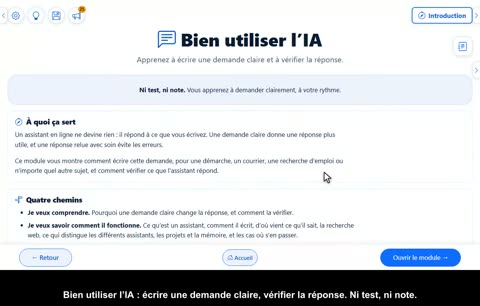 25
Introduction
Bien utiliser l'IA
Apprenez à écrire une demande claire et à vérifier la réponse.
Ni test, ni note. Vous apprenez à demander clairement, à votre rythme.
À quoi ça sert
Un assistant en ligne ne devine rien : il répond à ce que vous écrivez. Une demande claire donne une réponse plus
utile, et une réponse relue avec soin évite les erreurs.
Ce module vous montre comment écrire cette demande, pour une démarche, un courrier, une recherche d'emploi ou
n'importe quel autre sujet, et comment vérifier ce que l'assistant répond.
Quatre chemins
• Je veux comprendre. Pourquoi une demande claire change la réponse, et comment la vérifier.
• Je veux savoir comment il fonctionne. Ce qu'est un assistant, comment il écrit, d'où vient ce qu'il sait, la recherche
web, ce qui distingue les différents assistants, les projets et la mémoire, et les cas où s'en passer.
← Retour
Accueil
Ouvrir le module →
Bien utiliser l'IA : écrire une demande claire, vérifier la réponse. Ni test, ni note.